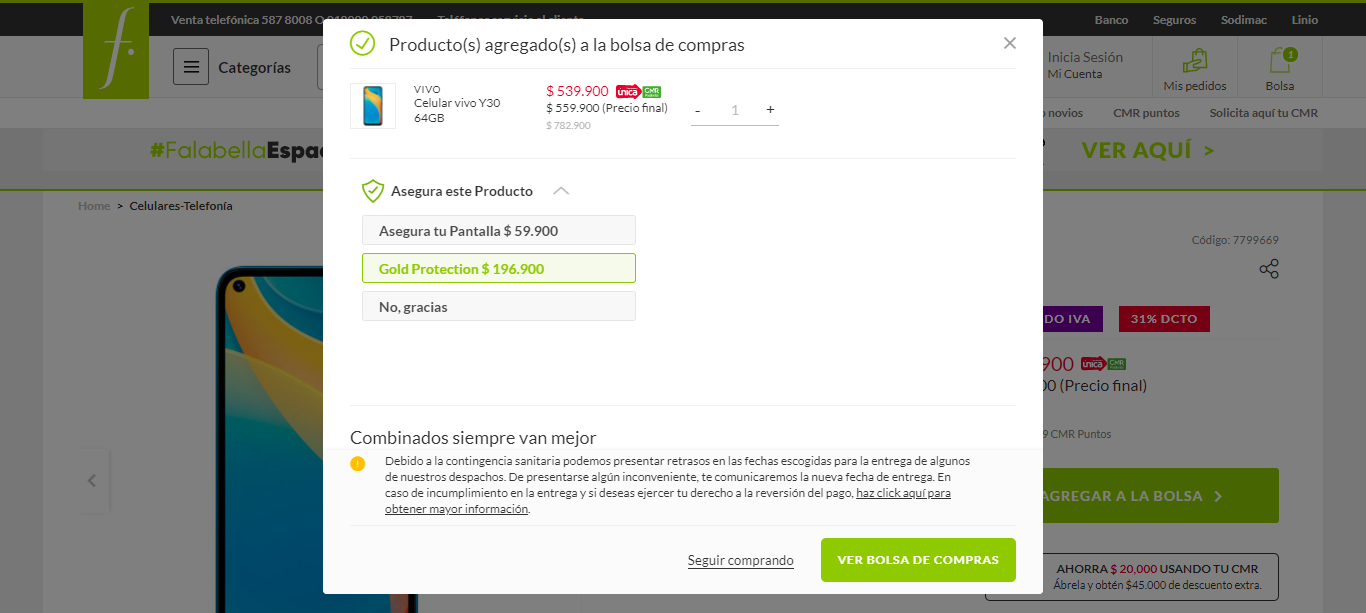 Venta telefónica 587 8008 O
Banco
Seguros
Sodimac
Linio
f.
Categorías
Inicia Sesión
Mi Cuenta
Mis pedidos
1
Bolsa
novios
CMR puntos
Solicita aquí tu CMR
#FalabellaEspac
VER AQUÍ >
Home > Celulares-Telefonía
Código: 7799669
DO IVA
31% DCTO
900 única CMR
00 (Precio final)
9 CMR Puntos
AGREGAR A LA BOLSA >
AHORRA $ 20,000 USANDO TU CMR
Ábrela y obtén $45.000 de descuento extra.
Producto(s) agregado(s) a la bolsa de compras
VIVO
Celular vivo Y30
64GB
$ 539.900 única CMR
$ 559.900 (Precio final)
$ 782.900
- 1 +
Asegura este Producto
Asegura tu Pantalla $ 59.900
Gold Protection $ 196.900
No, gracias
Combinados siempre van mejor
Debido a la contingencia sanitaria podemos presentar retrasos en las fechas escogidas para la entrega de algunos
de nuestros despachos. De presentarse algún inconveniente, te comunicaremos la nueva fecha de entrega. En
caso de incumplimiento en la entrega y si deseas ejercer tu derecho a la reversión del pago, haz click aquí para
obtener mayor información.
Seguir comprando
VER BOLSA DE COMPRAS